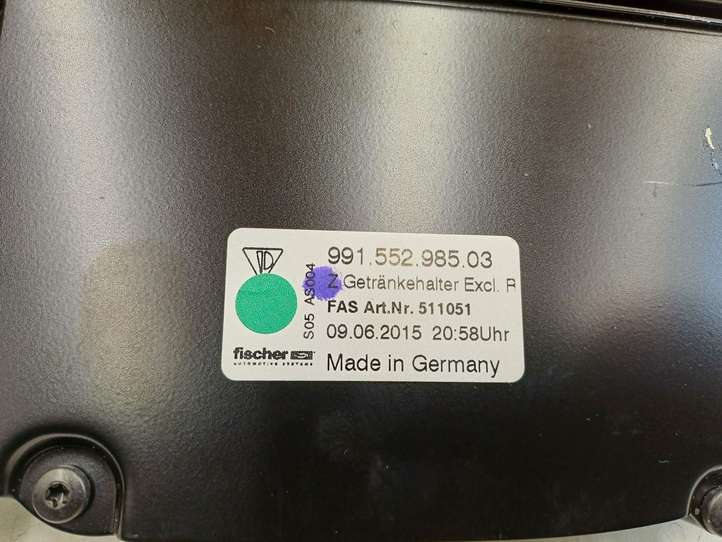 991.552.985.03
Z Getränkehalter Excl. R
FAS Art.Nr. 511051
09.06.2015 20:58Uhr
Made in Germany
S05 AS004
fischer
AUTOMOTIVE SYSTEMS